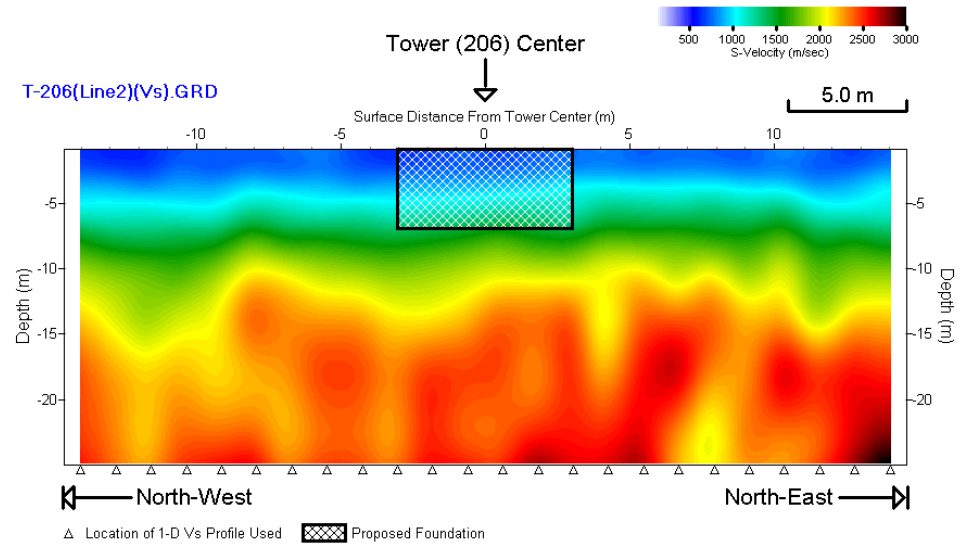 500 1000 1500 2000 2500 3000
S-Velocity (m/sec)
Tower (206) Center
T-206(Line2)(Vs).GRD
5.0 m
Surface Distance From Tower Center (m)
-10 -5 0 5 10
-5 -5
-10 -10
Depth (m) Depth (m)
-15 -15
-20 -20
North-West North-East
Location of 1-D Vs Profile Used Proposed Foundation